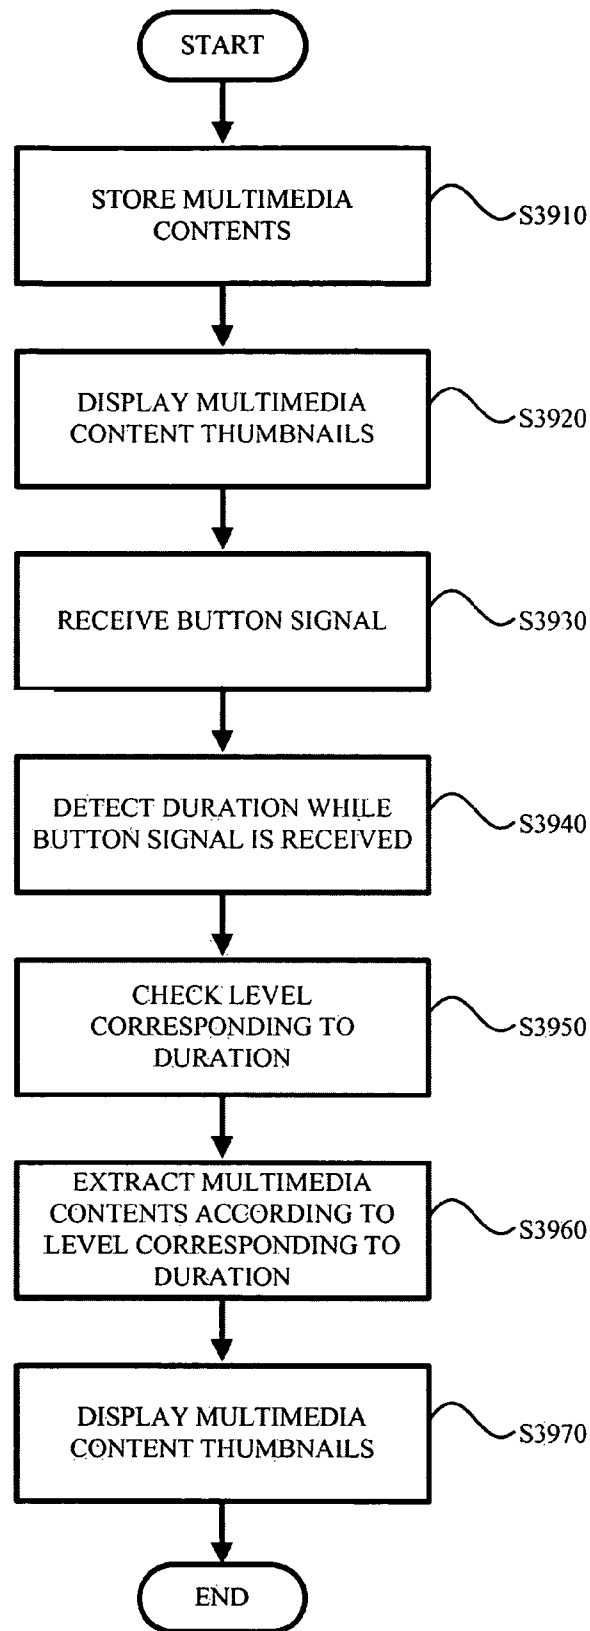 START
STORE MULTIMEDIA
CONTENTS
S3910
DISPLAY MULTIMEDIA
CONTENT THUMBNAILS
S3920
RECEIVE BUTTON SIGNAL
S3930
DETECT DURATION WHILE
BUTTON SIGNAL IS RECEIVED
S3940
CHECK LEVEL
CORRESPONDING TO
DURATION
S3950
EXTRACT MULTIMEDIA
CONTENTS ACCORDING TO
LEVEL CORRESPONDING TO
DURATION
S3960
DISPLAY MULTIMEDIA
CONTENT THUMBNAILS
S3970
END